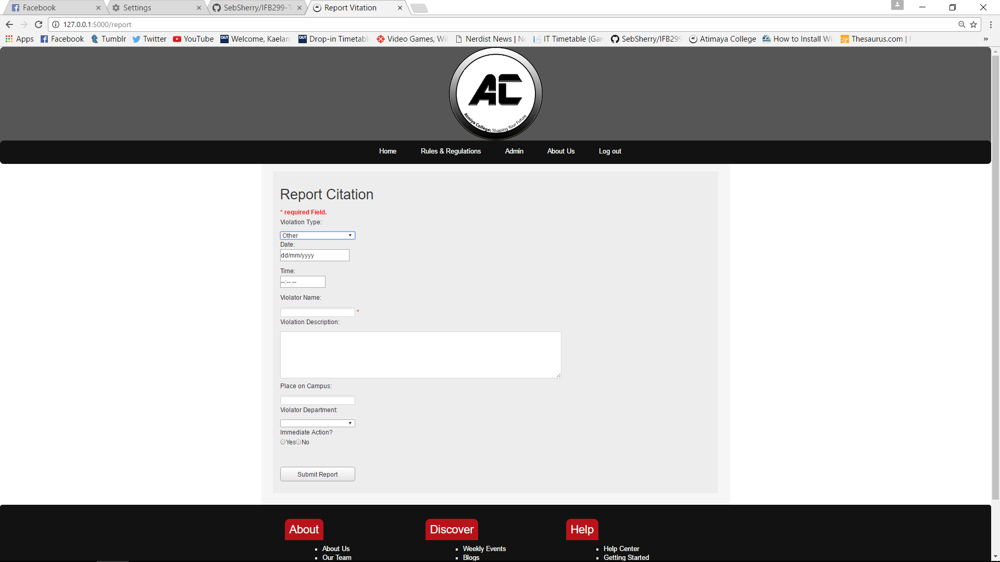 Facebook
Settings
SebSherry/IFB299-T
Report Vitation
127.0.0.1:5000/report
Apps
Facebook
Tumblr
Twitter
YouTube
Welcome, Kaelan
Drop-in Timetabl
Video Games, Wi
Nerdist News | N
IT Timetable (Gar
SebSherry/IFB299
Atimaya College
How to Install Wi
Thesaurus.com |
»
AC
Atmiya College: Shaping Your Future
Home
Rules & Regulations
Admin
About Us
Log out
Report Citation
* required Field.
Violation Type:
Other
Date:
dd/mm/yyyy
Time:
--:-- --
Violator Name:
*
Violation Description:
Place on Campus:
Violator Department:
Immediate Action?
Yes No
Submit Report
About
About Us
Our Team
Discover
Weekly Events
Blogs
Help
Help Center
Getting Started